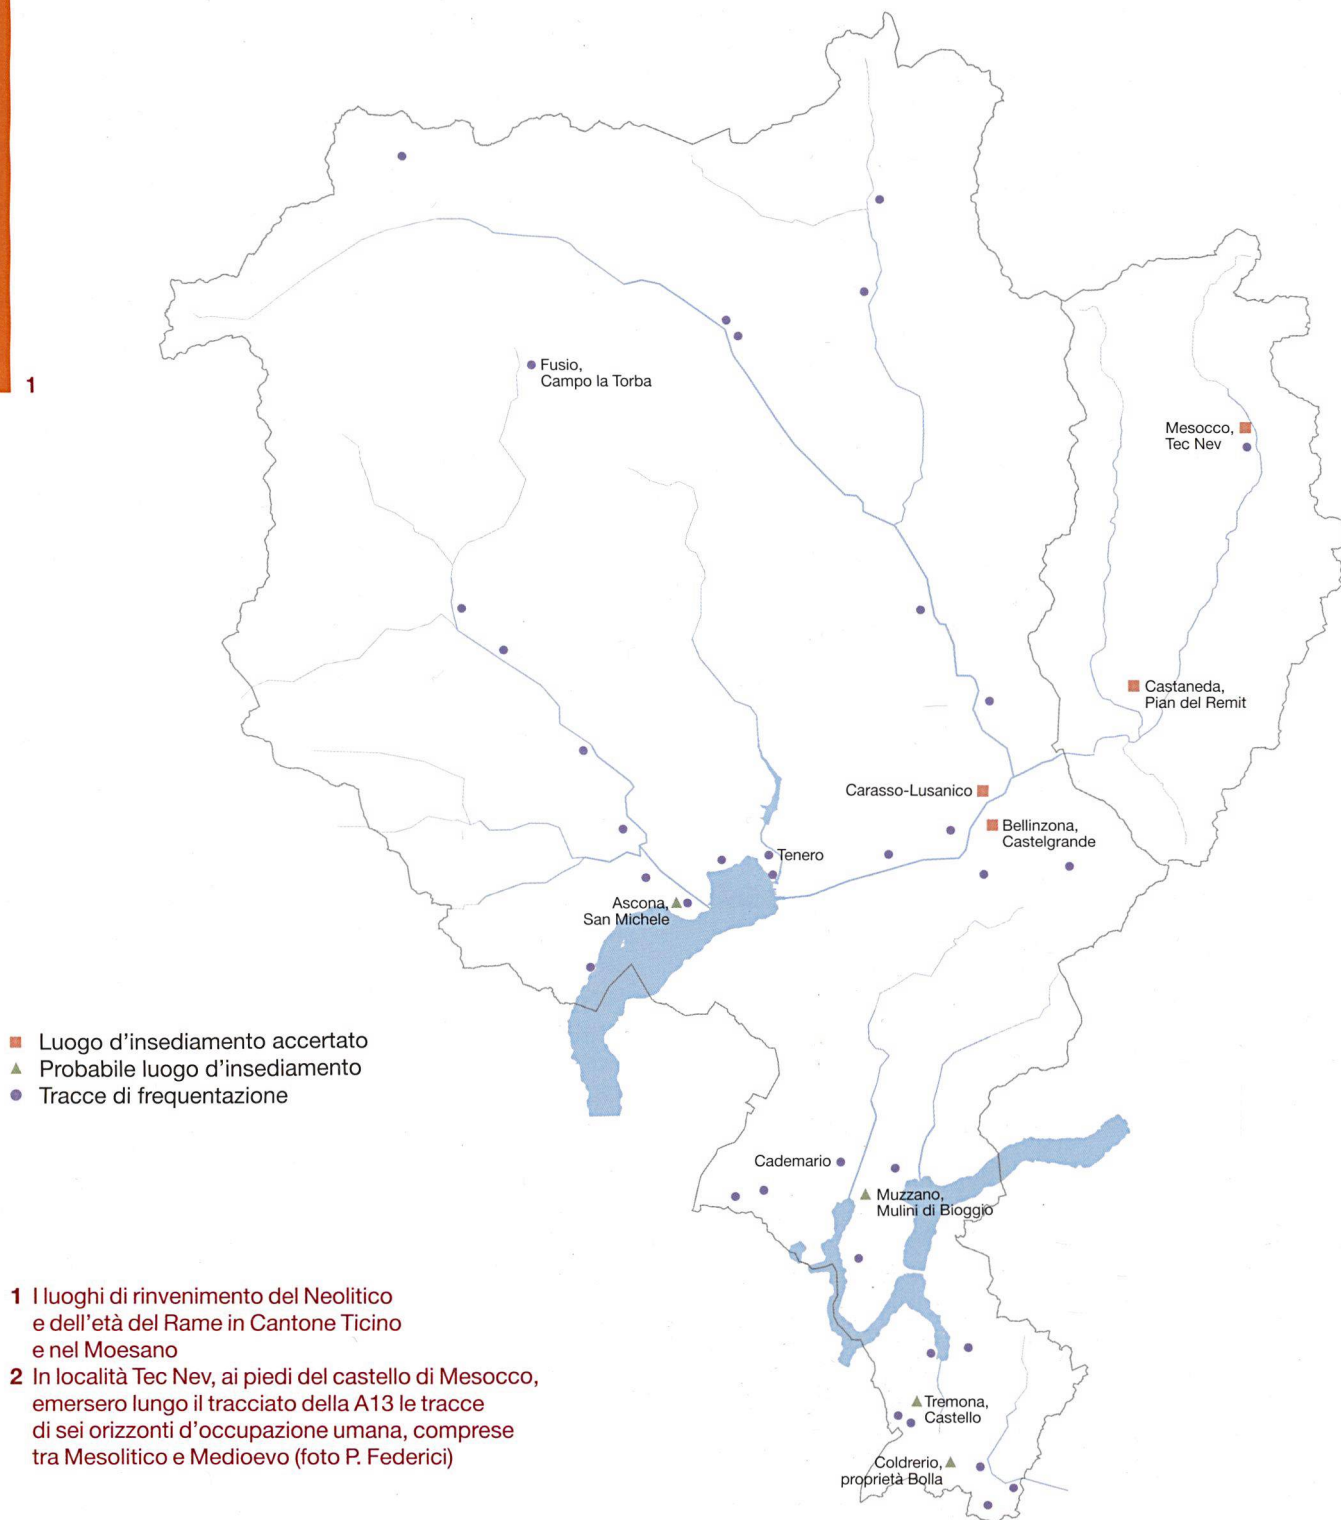 1
Fusio,
Campo la Torba
Mesocco,
Tec Nev
Castaneda,
Pian del Remit
Carasso-Lusanico
Bellinzona,
Castelgrande
Tenero
Ascona,
San Michele
Luogo d'insediamento accertato
Probabile luogo d'insediamento
Tracce di frequentazione
Cademario
Muzzano,
Mulini di Bioggio
Tremona,
Castello
Coldrerio,
proprietà Bolla
1 I luoghi di rinvenimento del Neolitico
e dell'età del Rame in Cantone Ticino
e nel Moesano
2 In località Tec Nev, ai piedi del castello di Mesocco,
emersero lungo il tracciato della A13 le tracce
di sei orizzonti d'occupazione umana, comprese
tra Mesolitico e Medioevo (foto P. Federici)